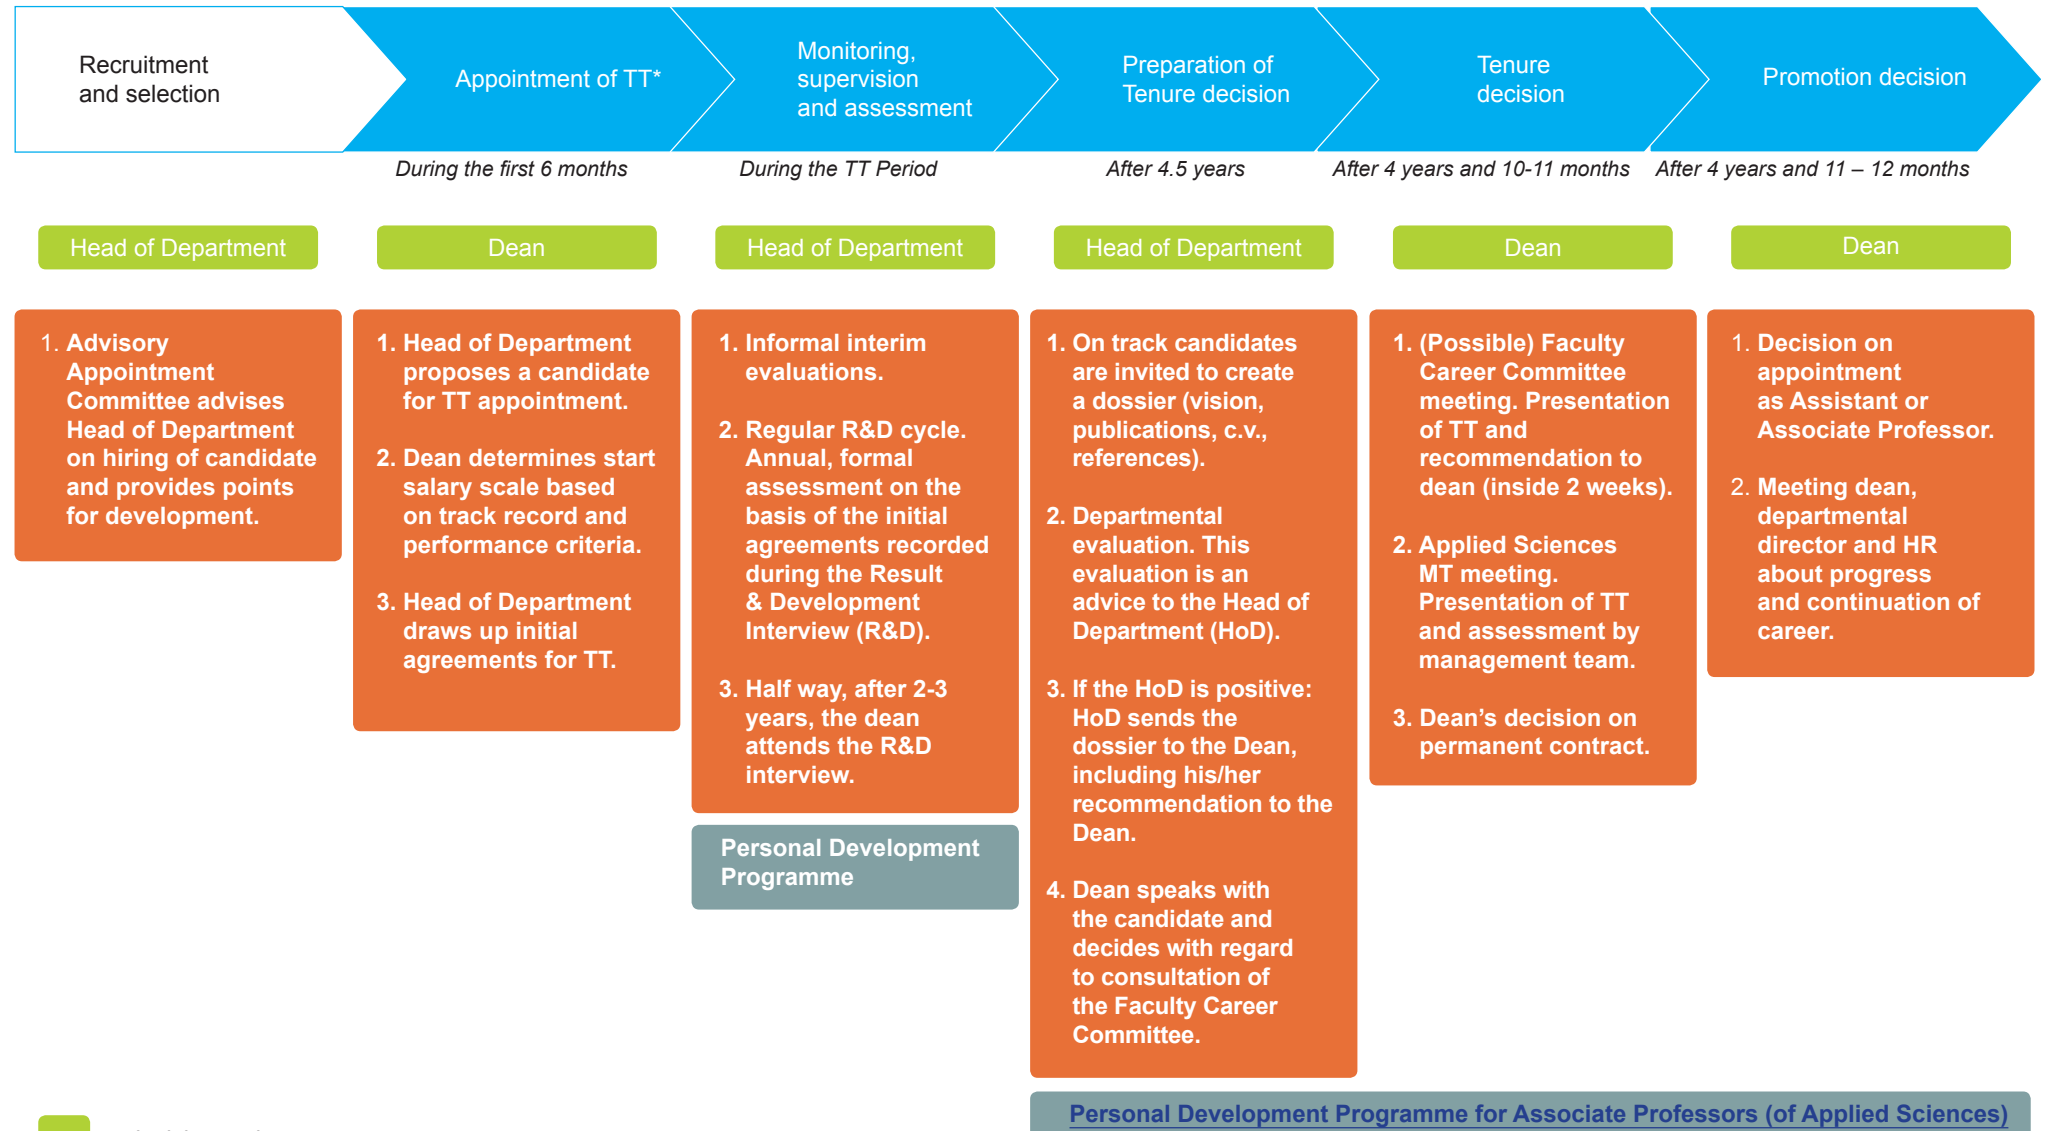 Recruitment
and selection
Appointment of TT*
Monitoring,
supervision
and assessment
Preparation of
Tenure decision
Tenure
decision
Promotion decision
During the first 6 months
During the TT Period
After 4.5 years
After 4 years and 10-11 months
After 4 years and 11 – 12 months
Head of Department
Dean
Head of Department
Head of Department
Dean
Dean
1. Advisory
Appointment
Committee advises
Head of Department
on hiring of candidate
and provides points
for development.
1. Head of Department
proposes a candidate
for TT appointment.
2. Dean determines start
salary scale based
on track record and
performance criteria.
3. Head of Department
draws up initial
agreements for TT.
1. Informal interim
evaluations.
2. Regular R&D cycle.
Annual, formal
assessment on the
basis of the initial
agreements recorded
during the Result
& Development
Interview (R&D).
3. Half way, after 2-3
years, the dean
attends the R&D
interview.
Personal Development
Programme
1. On track candidates
are invited to create
a dossier (vision,
publications, c.v.,
references).
2. Departmental
evaluation. This
evaluation is an
advice to the Head of
Department (HoD).
3. If the HoD is positive:
HoD sends the
dossier to the Dean,
including his/her
recommendation to the
Dean.
4. Dean speaks with
the candidate and
decides with regard
to consultation of
the Faculty Career
Committee.
1. (Possible) Faculty
Career Committee
meeting. Presentation
of TT and
recommendation to
dean (inside 2 weeks).
2. Applied Sciences
MT meeting.
Presentation of TT
and assessment by
management team.
3. Dean’s decision on
permanent contract.
1. Decision on
appointment
as Assistant or
Associate Professor.
2. Meeting dean,
departmental
director and HR
about progress
and continuation of
career.
Personal Development Programme for Associate Professors (of Applied Sciences)